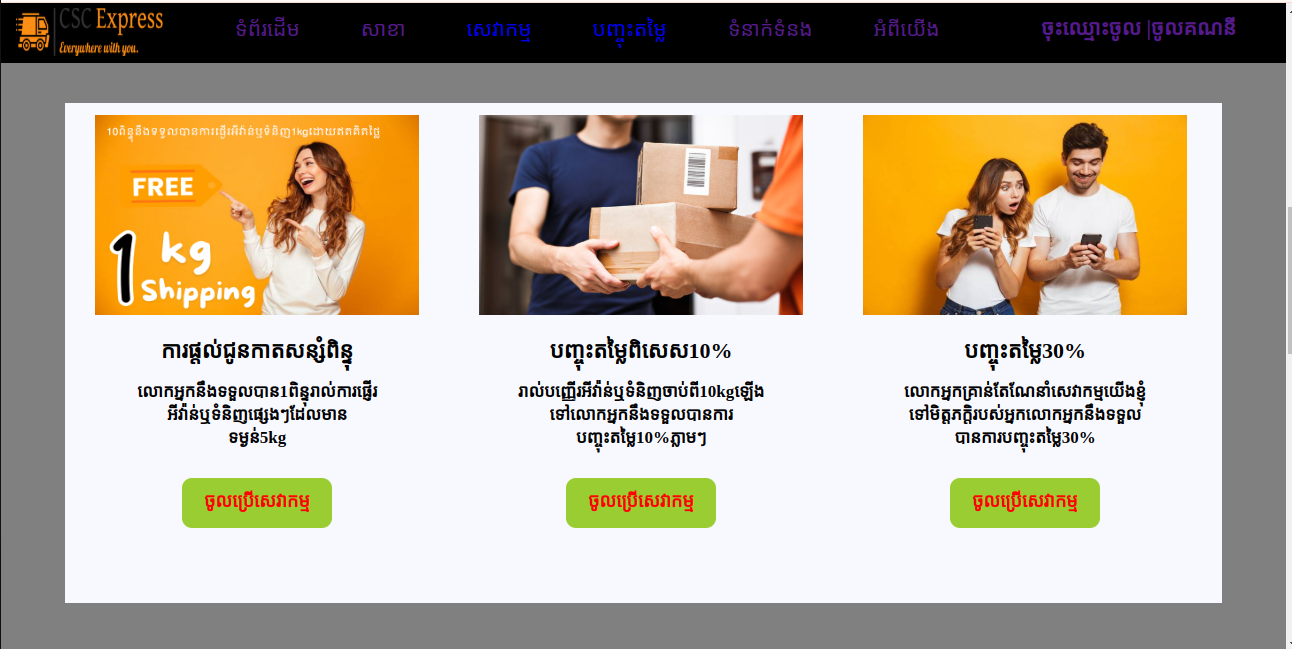 CSC Express
Everywhere with you.
ទំព័រដើម
សាខា
សេវាកម្ម
បញ្ចុះតម្លៃ
ទំនាក់ទំនង
អំពីយើង
ចុះឈ្មោះចូល |ចូលគណនី
10ពិន្ទុនឹងទទួលបានការផ្ញើរអីវ៉ាន់ឬទំនិញ1kgដោយឥតគិតថ្លៃ
FREE
1 kg
Shipping
ការផ្តល់ជូនកាតសន្សំពិន្ទុ
លោកអ្នកនឹងទទួលបាន1ពិន្ទុរាល់ការផ្ញើរ
អីវ៉ាន់ឬទំនិញផ្សេងៗដែលមាន
ទម្ងន់5kg
ចូលប្រើសេវាកម្ម
បញ្ចុះតម្លៃពិសេស10%
រាល់បញ្ញើរអីវ៉ាន់ឬទំនិញចាប់ពី10kgឡើង
ទៅលោកអ្នកនឹងទទួលបានការ
បញ្ចុះតម្លៃ10%ភ្លាមៗ
ចូលប្រើសេវាកម្ម
បញ្ចុះតម្លៃ30%
លោកអ្នកគ្រាន់តែណែនាំសេវាកម្មយើងខ្ញុំ
ទៅមិត្តភក្តិរបស់អ្នកលោកអ្នកនឹងទទួល
បានការបញ្ចុះតម្លៃ30%
ចូលប្រើសេវាកម្ម